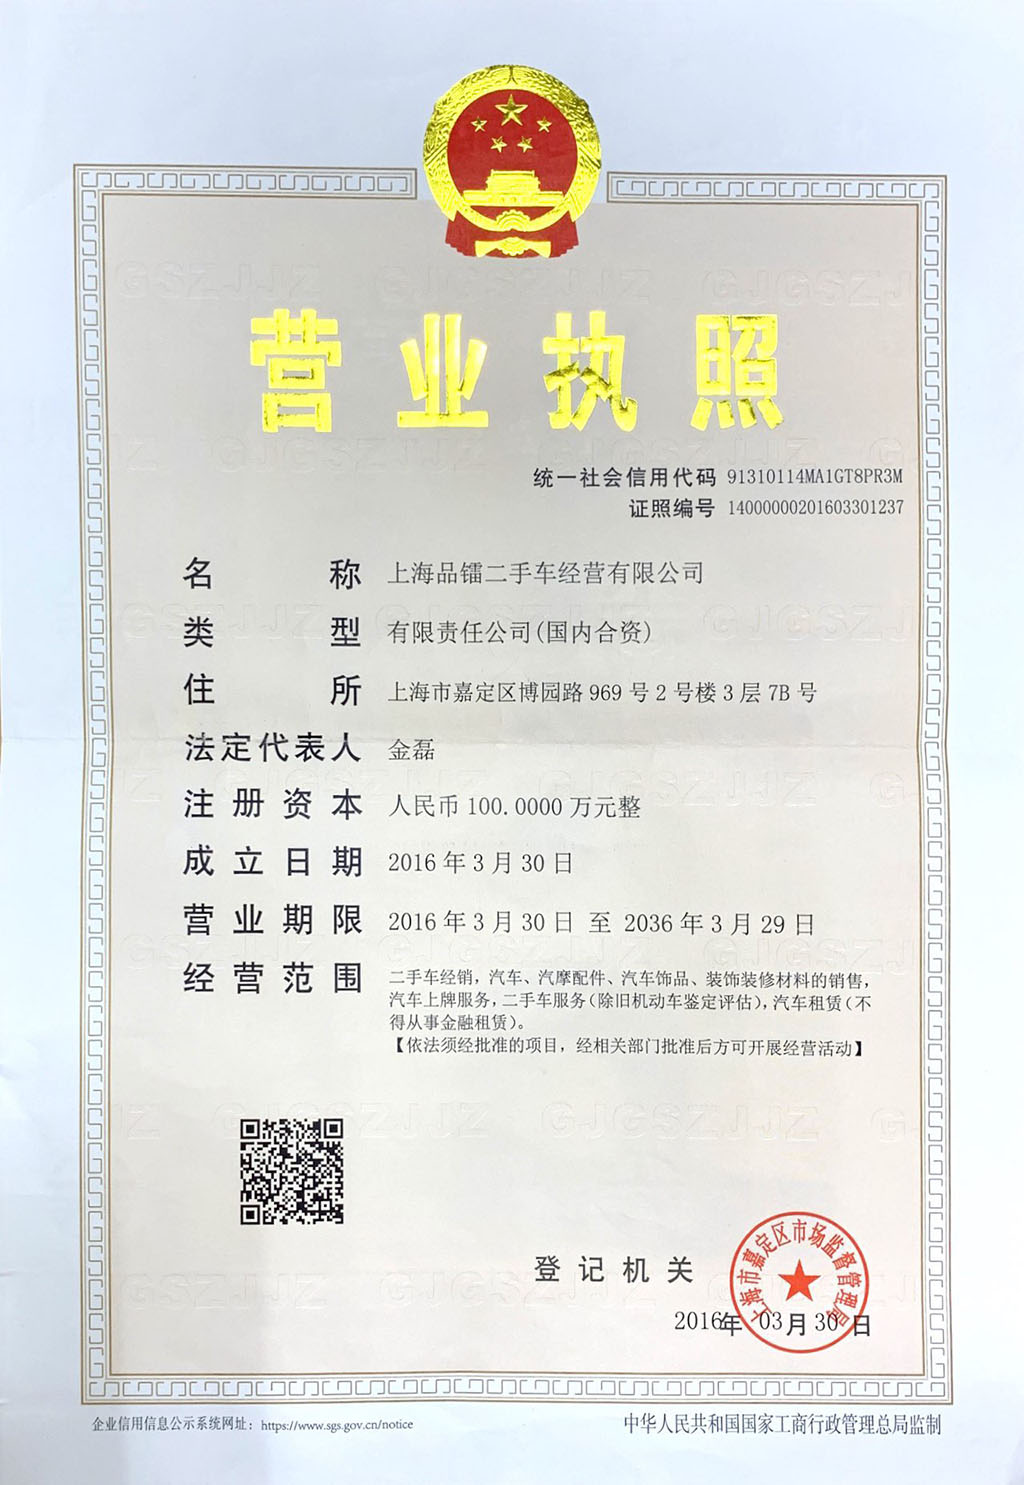 营业执照
统一社会信用代码 91310114MA1GT8PR3M
证照编号 14000000201603301237
名称 上海品镭二手车经营有限公司
类型 有限责任公司(国内合资)
住所 上海市嘉定区博园路969号2号楼3层7B号
法定代表人 金磊
注册资本 人民币100.0000万元整
成立日期 2016年3月30日
营业期限 2016年3月30日 至 2036年3月29日
经营范围 二手车经销，汽车、汽摩配件、汽车饰品、装饰装修材料的销售，
汽车上牌服务，二手车服务(除旧机动车鉴定评估)，汽车租赁(不
得从事金融租赁)。
【依法须经批准的项目，经相关部门批准后方可开展经营活动】
登记机关
上海市嘉定区市场监督管理局
2016年03月30日
企业信用信息公示系统网址：https://www.sgs.gov.cn/notice
中华人民共和国国家工商行政管理总局监制